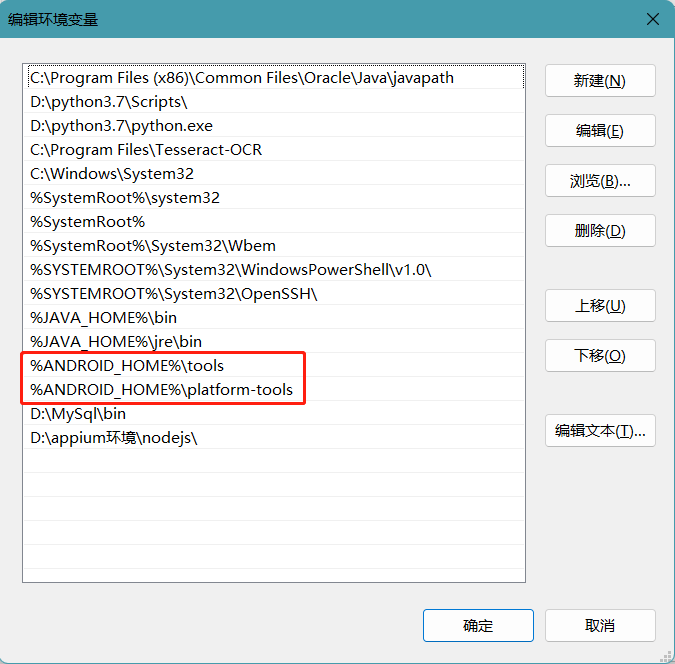 编辑环境变量
C:\Program Files (x86)\Common Files\Oracle\Java\javapath
D:\python3.7\Scripts\
D:\python3.7\python.exe
C:\Program Files\Tesseract-OCR
C:\Windows\System32
%SystemRoot%\system32
%SystemRoot%
%SystemRoot%\System32\Wbem
%SYSTEMROOT%\System32\WindowsPowerShell\v1.0\
%SYSTEMROOT%\System32\OpenSSH\
%JAVA_HOME%\bin
%JAVA_HOME%\jre\bin
%ANDROID_HOME%\tools
%ANDROID_HOME%\platform-tools
D:\MySql\bin
D:\appium环境\nodejs\
新建(N)
编辑(E)
浏览(B)...
删除(D)
上移(U)
下移(O)
编辑文本(T)...
确定
取消